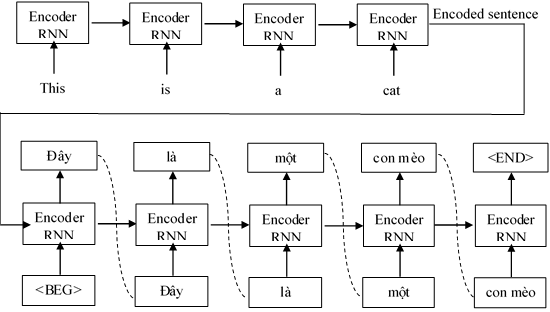 Encoder RNN
Encoder RNN
Encoder RNN
Encoder RNN
Encoded sentence
This
is
a
cat
Đây
là
một
con mèo
<END>
Encoder RNN
Encoder RNN
Encoder RNN
Encoder RNN
Encoder RNN
<BEG>
Đây
là
một
con mèo